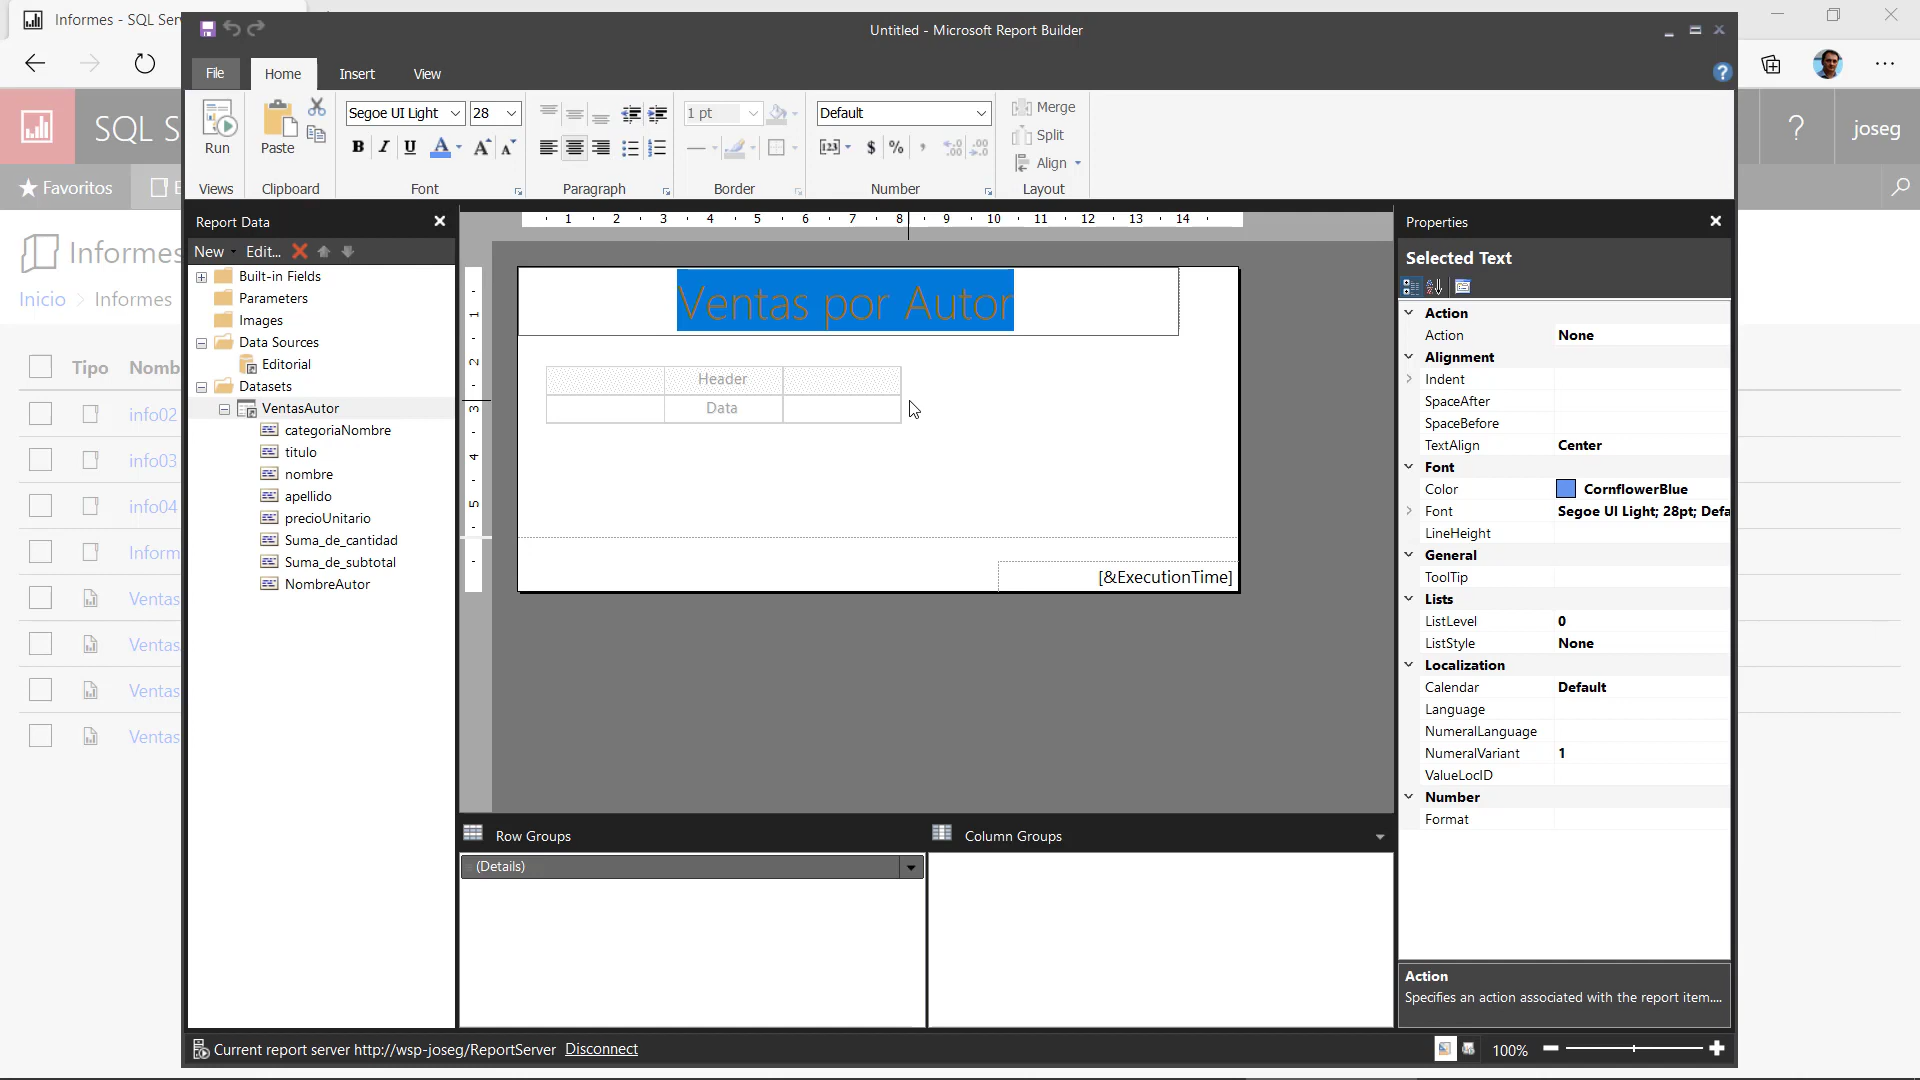 Informes - SQL Ser
Untitled - Microsoft Report Builder
File
Home
Insert
View
Run
Paste
Segoe UI Light
28
1 pt
Default
Merge
Split
Align
B I U A A A
$ % ,
Views
Clipboard
Font
Paragraph
Border
Number
Layout
SQL S
joseg
Favoritos
Informes
Inicio > Informes
Tipo Nomb
info02
info03
info04
Inform
Ventas
Ventas
Ventas
Ventas
Report Data
New Edit...
Built-in Fields
Parameters
Images
Data Sources
Editorial
Datasets
VentasAutor
categoriaNombre
titulo
nombre
apellido
precioUnitario
Suma_de_cantidad
Suma_de_subtotal
NombreAutor
1 2 3 4 5 6 7 8 9 10 11 12 13 14
1
2
3
4
5
Ventas por Autor
Header
Data
[&ExecutionTime]
Row Groups
(Details)
Column Groups
Properties
Selected Text
Action
Action None
Alignment
Indent
SpaceAfter
SpaceBefore
TextAlign Center
Font
Color CornflowerBlue
Font Segoe UI Light; 28pt; Defa
LineHeight
General
ToolTip
Lists
ListLevel 0
ListStyle None
Localization
Calendar Default
Language
NumeralLanguage
NumeralVariant 1
ValueLocID
Number
Format
Action
Specifies an action associated with the report item....
Current report server http://wsp-joseg/ReportServer Disconnect
100%